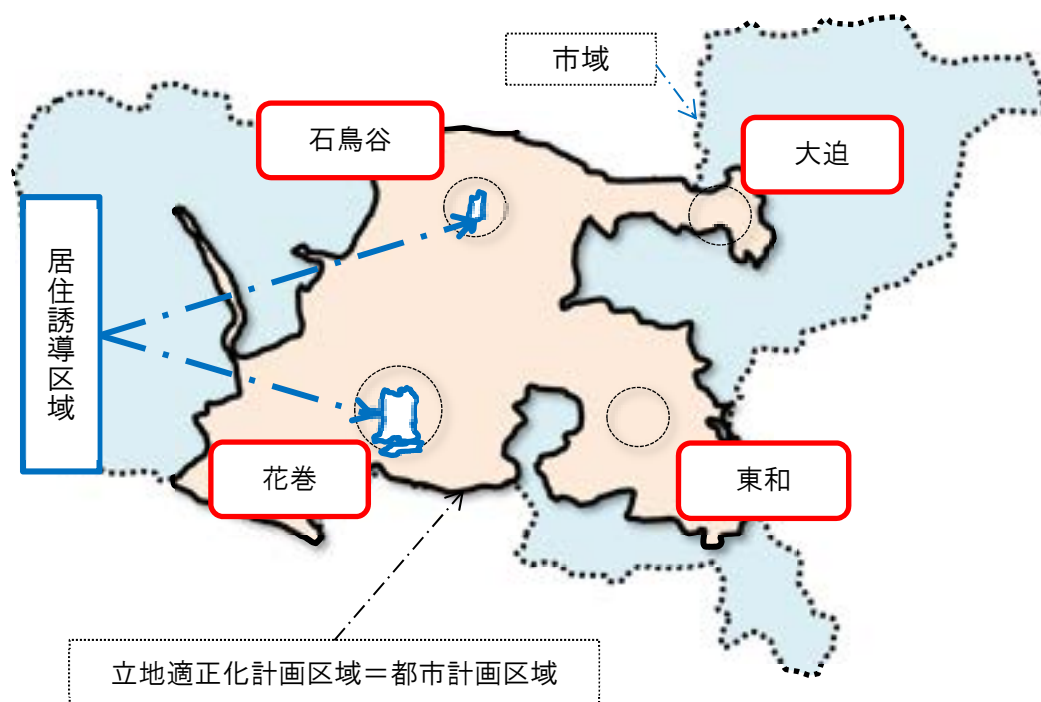 市域
石鳥谷
大迫
居住誘導区域
花巻
東和
立地適正化計画区域＝都市計画区域